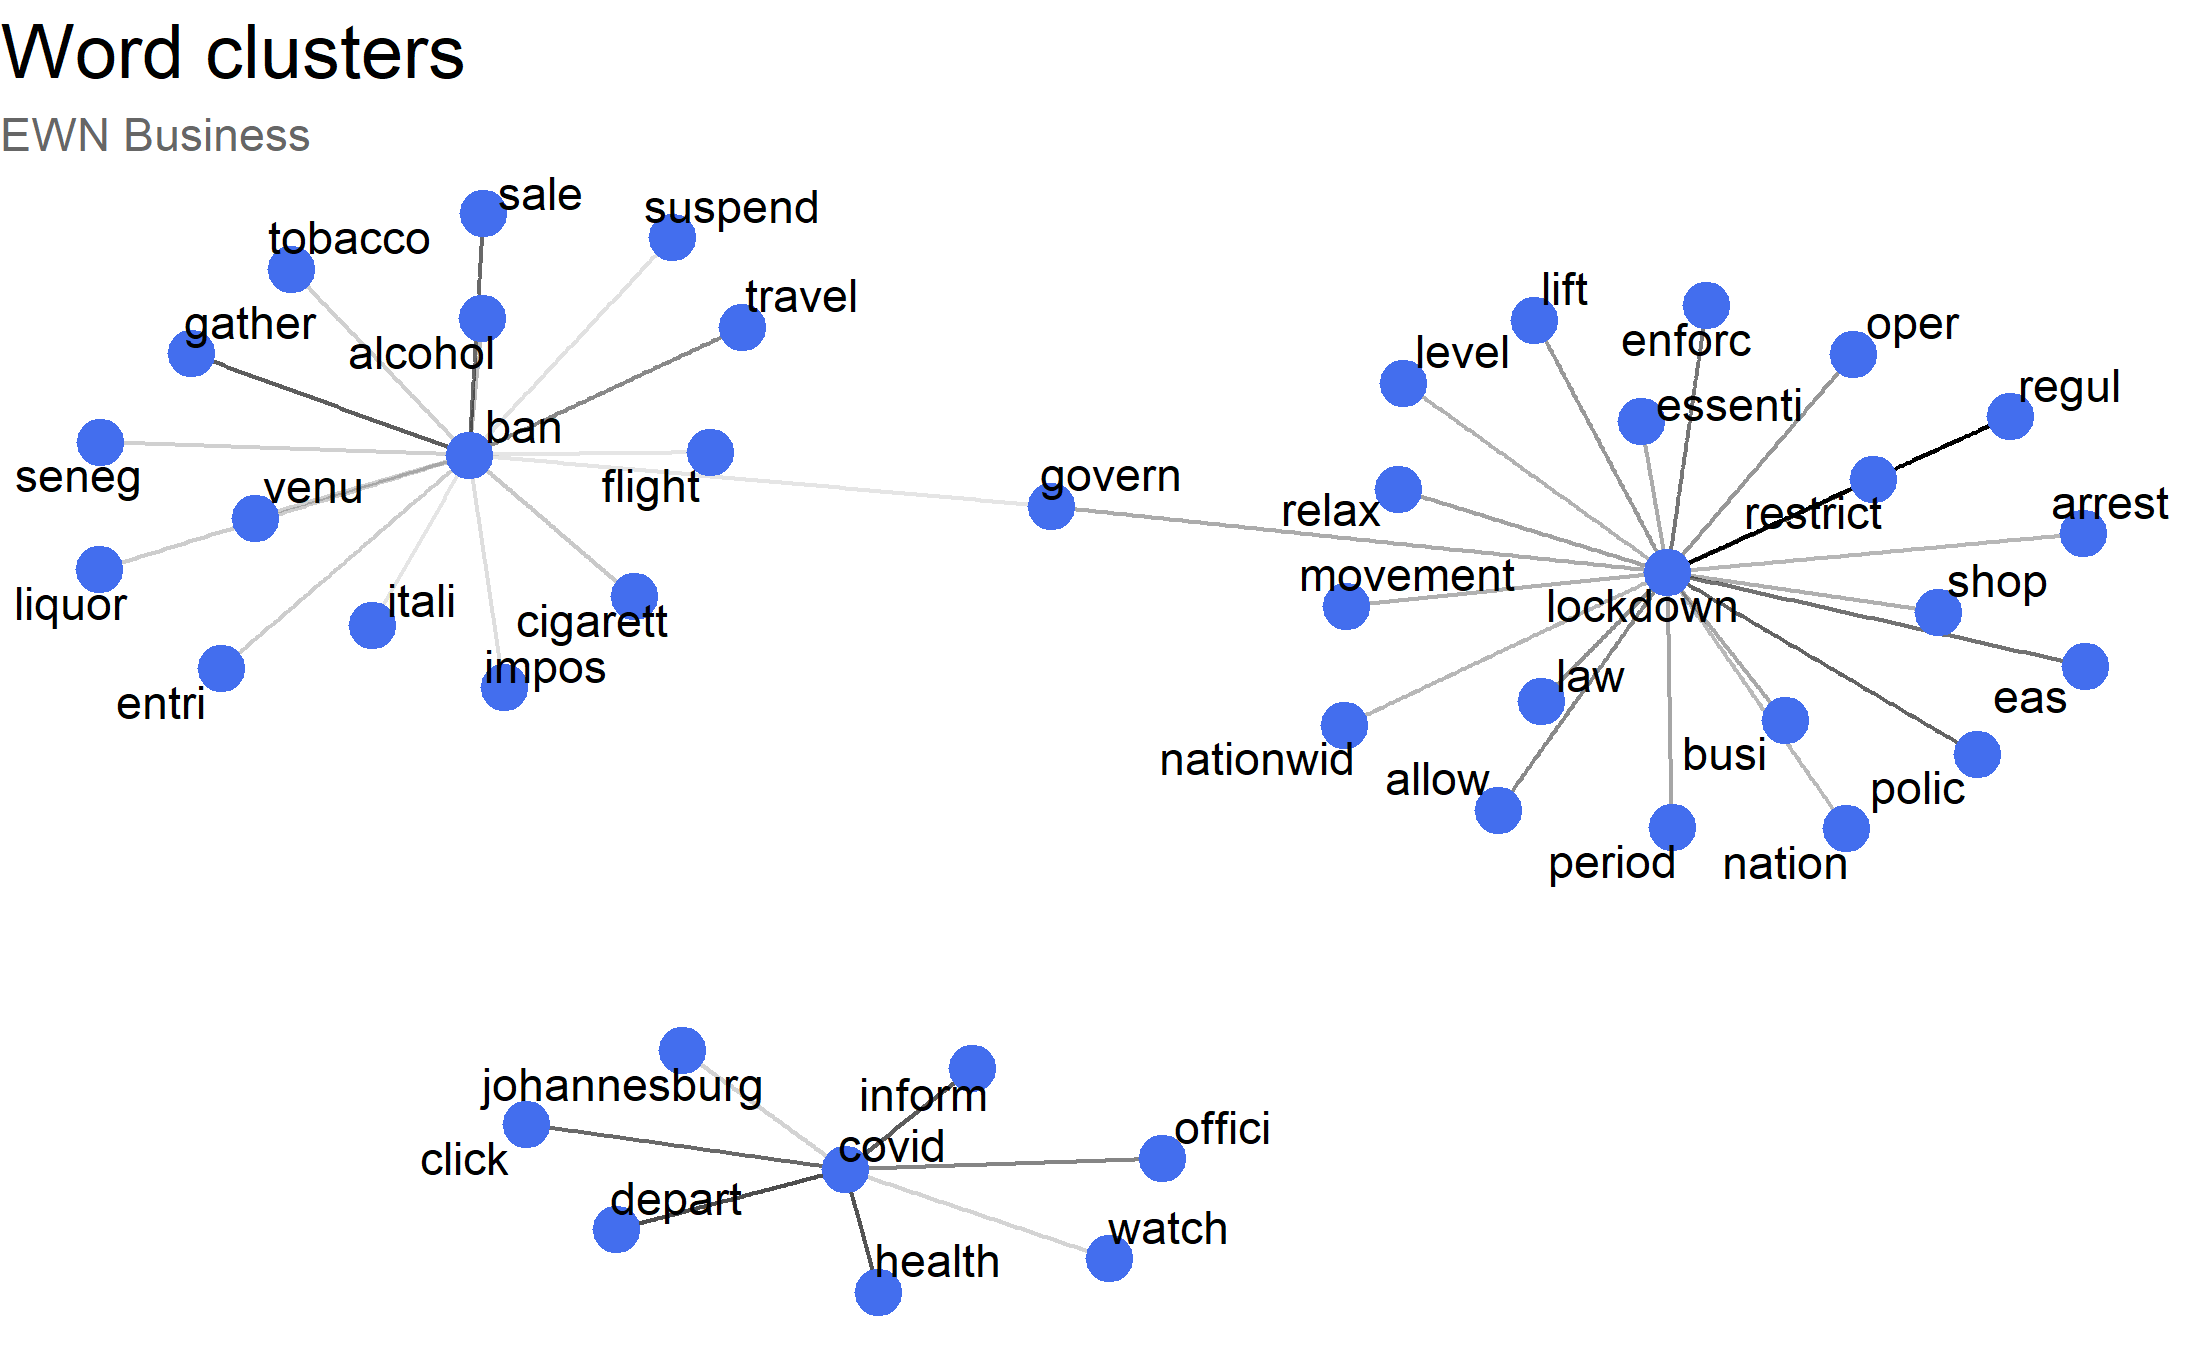 Word clusters
EWN Business
sale
suspend
tobacco
travel
gather
alcohol
ban
seneg
venu
flight
liquor
itali
cigarett
impos
entri
govern
lift
enforc
oper
level
essenti
regul
relax
restrict
arrest
movement
lockdown
shop
law
eas
nationwid
allow
busi
polic
period
nation
johannesburg
inform
click
covid
offici
depart
watch
health